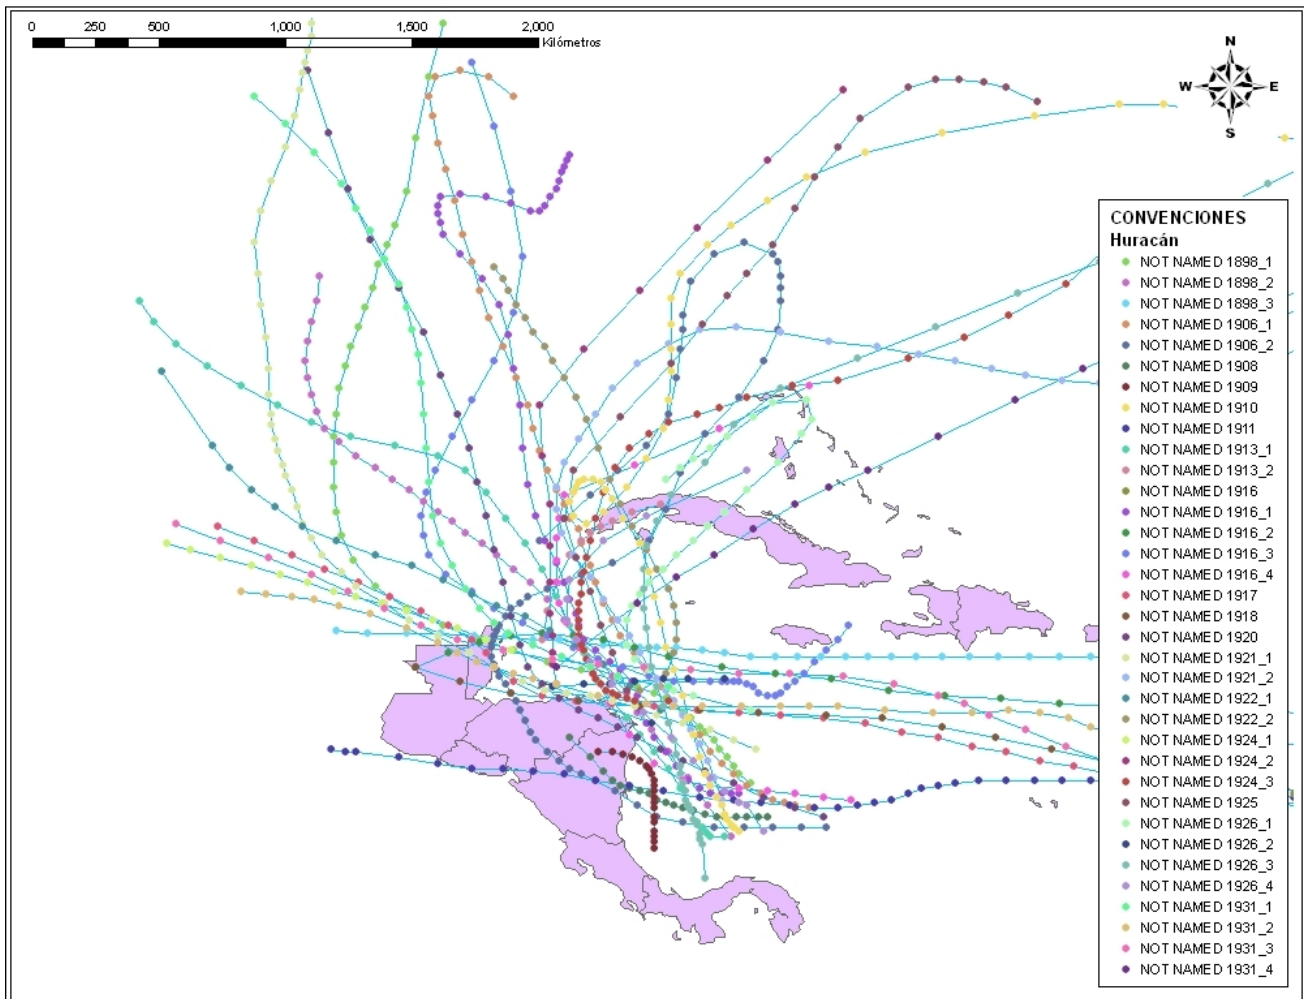 0 250 500 1,000 1,500 2,000
Kilómetros
N
W E
S
CONVENCIONES
Huracán
NOT NAMED 1898_1
NOT NAMED 1898_2
NOT NAMED 1898_3
NOT NAMED 1906_1
NOT NAMED 1906_2
NOT NAMED 1908
NOT NAMED 1909
NOT NAMED 1910
NOT NAMED 1911
NOT NAMED 1913_1
NOT NAMED 1913_2
NOT NAMED 1916
NOT NAMED 1916_1
NOT NAMED 1916_2
NOT NAMED 1916_3
NOT NAMED 1916_4
NOT NAMED 1917
NOT NAMED 1918
NOT NAMED 1920
NOT NAMED 1921_1
NOT NAMED 1921_2
NOT NAMED 1922_1
NOT NAMED 1922_2
NOT NAMED 1924_1
NOT NAMED 1924_2
NOT NAMED 1924_3
NOT NAMED 1925
NOT NAMED 1926_1
NOT NAMED 1926_2
NOT NAMED 1926_3
NOT NAMED 1926_4
NOT NAMED 1931_1
NOT NAMED 1931_2
NOT NAMED 1931_3
NOT NAMED 1931_4